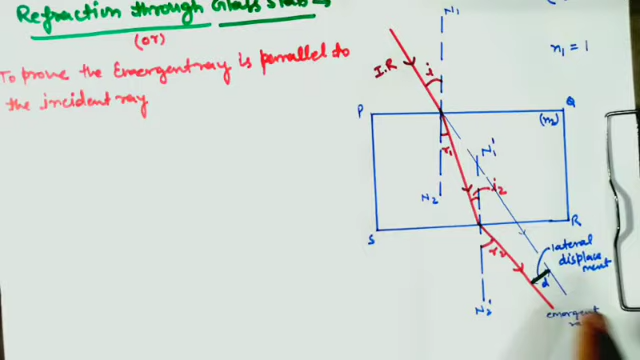 Refraction through Glass Slab →
(or)
To prove the Emergent ray is parallel to
the incident ray
N₁
n₁ = 1
I.R
i₁
P
Q
(n₂)
r₁
N₁'
i₂
N₂
S
R
r₂
lateral
displace
ment
d
N₂'
emergent